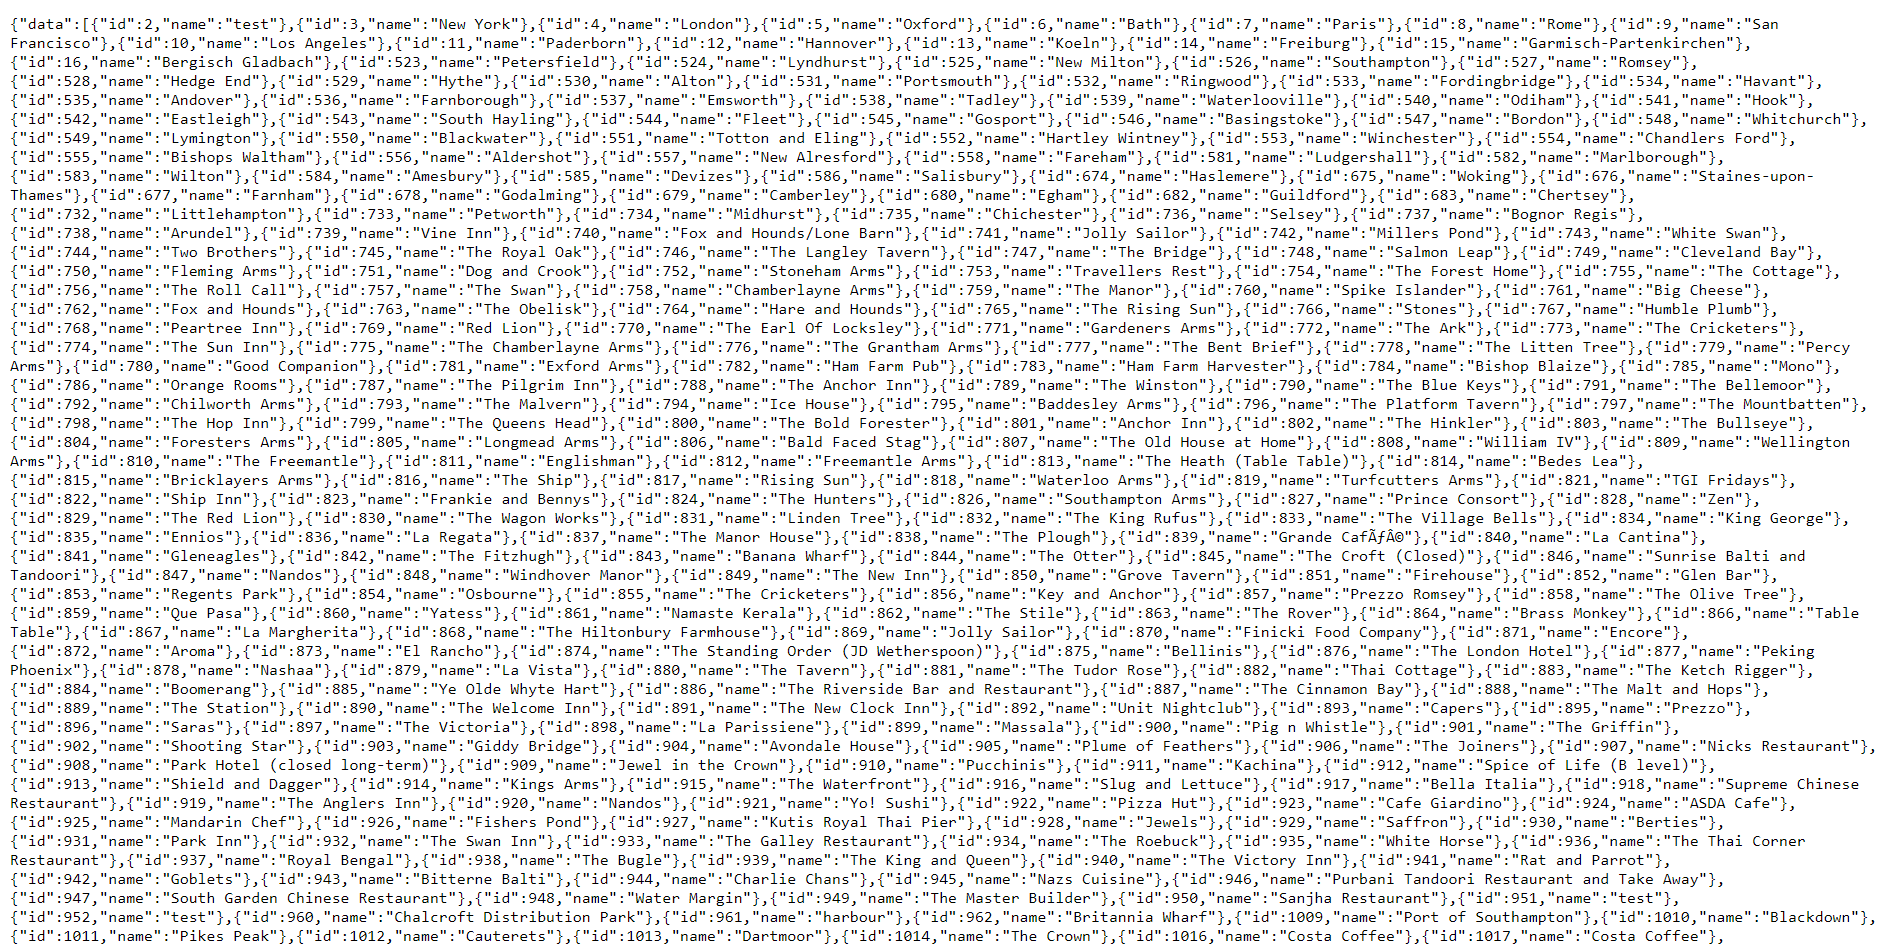 {"data":[{"id":2,"name":"test"},{"id":3,"name":"New York"},{"id":4,"name":"London"},{"id":5,"name":"Oxford"},{"id":6,"name":"Bath"},{"id":7,"name":"Paris"},{"id":8,"name":"Rome"},{"id":9,"name":"San
Francisco"},{"id":10,"name":"Los Angeles"},{"id":11,"name":"Paderborn"},{"id":12,"name":"Hannover"},{"id":13,"name":"Koeln"},{"id":14,"name":"Freiburg"},{"id":15,"name":"Garmisch-Partenkirchen"},
{"id":16,"name":"Bergisch Gladbach"},{"id":523,"name":"Petersfield"},{"id":524,"name":"Lyndhurst"},{"id":525,"name":"New Milton"},{"id":526,"name":"Southampton"},{"id":527,"name":"Romsey"},
{"id":528,"name":"Hedge End"},{"id":529,"name":"Hythe"},{"id":530,"name":"Alton"},{"id":531,"name":"Portsmouth"},{"id":532,"name":"Ringwood"},{"id":533,"name":"Fordingbridge"},{"id":534,"name":"Havant"},
{"id":535,"name":"Andover"},{"id":536,"name":"Farnborough"},{"id":537,"name":"Emsworth"},{"id":538,"name":"Tadley"},{"id":539,"name":"Waterlooville"},{"id":540,"name":"Odiham"},{"id":541,"name":"Hook"},
{"id":542,"name":"Eastleigh"},{"id":543,"name":"South Hayling"},{"id":544,"name":"Fleet"},{"id":545,"name":"Gosport"},{"id":546,"name":"Basingstoke"},{"id":547,"name":"Bordon"},{"id":548,"name":"Whitchurch"},
{"id":549,"name":"Lymington"},{"id":550,"name":"Blackwater"},{"id":551,"name":"Totton and Eling"},{"id":552,"name":"Hartley Wintney"},{"id":553,"name":"Winchester"},{"id":554,"name":"Chandlers Ford"},
{"id":555,"name":"Bishops Waltham"},{"id":556,"name":"Aldershot"},{"id":557,"name":"New Alresford"},{"id":558,"name":"Fareham"},{"id":581,"name":"Ludgershall"},{"id":582,"name":"Marlborough"},
{"id":583,"name":"Wilton"},{"id":584,"name":"Amesbury"},{"id":585,"name":"Devizes"},{"id":586,"name":"Salisbury"},{"id":674,"name":"Haslemere"},{"id":675,"name":"Woking"},{"id":676,"name":"Staines-upon-
Thames"},{"id":677,"name":"Farnham"},{"id":678,"name":"Godalming"},{"id":679,"name":"Camberley"},{"id":680,"name":"Egham"},{"id":682,"name":"Guildford"},{"id":683,"name":"Chertsey"},
{"id":732,"name":"Littlehampton"},{"id":733,"name":"Petworth"},{"id":734,"name":"Midhurst"},{"id":735,"name":"Chichester"},{"id":736,"name":"Selsey"},{"id":737,"name":"Bognor Regis"},
{"id":738,"name":"Arundel"},{"id":739,"name":"Vine Inn"},{"id":740,"name":"Fox and Hounds/Lone Barn"},{"id":741,"name":"Jolly Sailor"},{"id":742,"name":"Millers Pond"},{"id":743,"name":"White Swan"},
{"id":744,"name":"Two Brothers"},{"id":745,"name":"The Royal Oak"},{"id":746,"name":"The Langley Tavern"},{"id":747,"name":"The Bridge"},{"id":748,"name":"Salmon Leap"},{"id":749,"name":"Cleveland Bay"},
{"id":750,"name":"Fleming Arms"},{"id":751,"name":"Dog and Crook"},{"id":752,"name":"Stoneham Arms"},{"id":753,"name":"Travellers Rest"},{"id":754,"name":"The Forest Home"},{"id":755,"name":"The Cottage"},
{"id":756,"name":"The Roll Call"},{"id":757,"name":"The Swan"},{"id":758,"name":"Chamberlayne Arms"},{"id":759,"name":"The Manor"},{"id":760,"name":"Spike Islander"},{"id":761,"name":"Big Cheese"},
{"id":762,"name":"Fox and Hounds"},{"id":763,"name":"The Obelisk"},{"id":764,"name":"Hare and Hounds"},{"id":765,"name":"The Rising Sun"},{"id":766,"name":"Stones"},{"id":767,"name":"Humble Plumb"},
{"id":768,"name":"Peartree Inn"},{"id":769,"name":"Red Lion"},{"id":770,"name":"The Earl Of Locksley"},{"id":771,"name":"Gardeners Arms"},{"id":772,"name":"The Ark"},{"id":773,"name":"The Cricketers"},
{"id":774,"name":"The Sun Inn"},{"id":775,"name":"The Chamberlayne Arms"},{"id":776,"name":"The Grantham Arms"},{"id":777,"name":"The Bent Brief"},{"id":778,"name":"The Litten Tree"},{"id":779,"name":"Percy
Arms"},{"id":780,"name":"Good Companion"},{"id":781,"name":"Exford Arms"},{"id":782,"name":"Ham Farm Pub"},{"id":783,"name":"Ham Farm Harvester"},{"id":784,"name":"Bishop Blaize"},{"id":785,"name":"Mono"},
{"id":786,"name":"Orange Rooms"},{"id":787,"name":"The Pilgrim Inn"},{"id":788,"name":"The Anchor Inn"},{"id":789,"name":"The Winston"},{"id":790,"name":"The Blue Keys"},{"id":791,"name":"The Bellemoor"},
{"id":792,"name":"Chilworth Arms"},{"id":793,"name":"The Malvern"},{"id":794,"name":"Ice House"},{"id":795,"name":"Baddesley Arms"},{"id":796,"name":"The Platform Tavern"},{"id":797,"name":"The Mountbatten"},
{"id":798,"name":"The Hop Inn"},{"id":799,"name":"The Queens Head"},{"id":800,"name":"The Bold Forester"},{"id":801,"name":"Anchor Inn"},{"id":802,"name":"The Hinkler"},{"id":803,"name":"The Bullseye"},
{"id":804,"name":"Foresters Arms"},{"id":805,"name":"Longmead Arms"},{"id":806,"name":"Bald Faced Stag"},{"id":807,"name":"The Old House at Home"},{"id":808,"name":"William IV"},{"id":809,"name":"Wellington
Arms"},{"id":810,"name":"The Freemantle"},{"id":811,"name":"Englishman"},{"id":812,"name":"Freemantle Arms"},{"id":813,"name":"The Heath (Table Table)"},{"id":814,"name":"Bedes Lea"},
{"id":815,"name":"Bricklayers Arms"},{"id":816,"name":"The Ship"},{"id":817,"name":"Rising Sun"},{"id":818,"name":"Waterloo Arms"},{"id":819,"name":"Turfcutters Arms"},{"id":821,"name":"TGI Fridays"},
{"id":822,"name":"Ship Inn"},{"id":823,"name":"Frankie and Bennys"},{"id":824,"name":"The Hunters"},{"id":826,"name":"Southampton Arms"},{"id":827,"name":"Prince Consort"},{"id":828,"name":"Zen"},
{"id":829,"name":"The Red Lion"},{"id":830,"name":"The Wagon Works"},{"id":831,"name":"Linden Tree"},{"id":832,"name":"The King Rufus"},{"id":833,"name":"The Village Bells"},{"id":834,"name":"King George"},
{"id":835,"name":"Ennios"},{"id":836,"name":"La Regata"},{"id":837,"name":"The Manor House"},{"id":838,"name":"The Plough"},{"id":839,"name":"Grande CafÃƒÂ©"},{"id":840,"name":"La Cantina"},
{"id":841,"name":"Gleneagles"},{"id":842,"name":"The Fitzhugh"},{"id":843,"name":"Banana Wharf"},{"id":844,"name":"The Otter"},{"id":845,"name":"The Croft (Closed)"},{"id":846,"name":"Sunrise Balti and
Tandoori"},{"id":847,"name":"Nandos"},{"id":848,"name":"Windhover Manor"},{"id":849,"name":"The New Inn"},{"id":850,"name":"Grove Tavern"},{"id":851,"name":"Firehouse"},{"id":852,"name":"Glen Bar"},
{"id":853,"name":"Regents Park"},{"id":854,"name":"Osbourne"},{"id":855,"name":"The Cricketers"},{"id":856,"name":"Key and Anchor"},{"id":857,"name":"Prezzo Romsey"},{"id":858,"name":"The Olive Tree"},
{"id":859,"name":"Que Pasa"},{"id":860,"name":"Yatess"},{"id":861,"name":"Namaste Kerala"},{"id":862,"name":"The Stile"},{"id":863,"name":"The Rover"},{"id":864,"name":"Brass Monkey"},{"id":866,"name":"Table
Table"},{"id":867,"name":"La Margherita"},{"id":868,"name":"The Hiltonbury Farmhouse"},{"id":869,"name":"Jolly Sailor"},{"id":870,"name":"Finicki Food Company"},{"id":871,"name":"Encore"},
{"id":872,"name":"Aroma"},{"id":873,"name":"El Rancho"},{"id":874,"name":"The Standing Order (JD Wetherspoon)"},{"id":875,"name":"Bellinis"},{"id":876,"name":"The London Hotel"},{"id":877,"name":"Peking
Phoenix"},{"id":878,"name":"Nashaa"},{"id":879,"name":"La Vista"},{"id":880,"name":"The Tavern"},{"id":881,"name":"The Tudor Rose"},{"id":882,"name":"Thai Cottage"},{"id":883,"name":"The Ketch Rigger"},
{"id":884,"name":"Boomerang"},{"id":885,"name":"Ye Olde Whyte Hart"},{"id":886,"name":"The Riverside Bar and Restaurant"},{"id":887,"name":"The Cinnamon Bay"},{"id":888,"name":"The Malt and Hops"},
{"id":889,"name":"The Station"},{"id":890,"name":"The Welcome Inn"},{"id":891,"name":"The New Clock Inn"},{"id":892,"name":"Unit Nightclub"},{"id":893,"name":"Capers"},{"id":895,"name":"Prezzo"},
{"id":896,"name":"Saras"},{"id":897,"name":"The Victoria"},{"id":898,"name":"La Parissiene"},{"id":899,"name":"Massala"},{"id":900,"name":"Pig n Whistle"},{"id":901,"name":"The Griffin"},
{"id":902,"name":"Shooting Star"},{"id":903,"name":"Giddy Bridge"},{"id":904,"name":"Avondale House"},{"id":905,"name":"Plume of Feathers"},{"id":906,"name":"The Joiners"},{"id":907,"name":"Nicks Restaurant"},
{"id":908,"name":"Park Hotel (closed long-term)"},{"id":909,"name":"Jewel in the Crown"},{"id":910,"name":"Pucchinis"},{"id":911,"name":"Kachina"},{"id":912,"name":"Spice of Life (B level)"},
{"id":913,"name":"Shield and Dagger"},{"id":914,"name":"Kings Arms"},{"id":915,"name":"The Waterfront"},{"id":916,"name":"Slug and Lettuce"},{"id":917,"name":"Bella Italia"},{"id":918,"name":"Supreme Chinese
Restaurant"},{"id":919,"name":"The Anglers Inn"},{"id":920,"name":"Nandos"},{"id":921,"name":"Yo! Sushi"},{"id":922,"name":"Pizza Hut"},{"id":923,"name":"Cafe Giardino"},{"id":924,"name":"ASDA Cafe"},
{"id":925,"name":"Mandarin Chef"},{"id":926,"name":"Fishers Pond"},{"id":927,"name":"Kutis Royal Thai Pier"},{"id":928,"name":"Jewels"},{"id":929,"name":"Saffron"},{"id":930,"name":"Berties"},
{"id":931,"name":"Park Inn"},{"id":932,"name":"The Swan Inn"},{"id":933,"name":"The Galley Restaurant"},{"id":934,"name":"The Roebuck"},{"id":935,"name":"White Horse"},{"id":936,"name":"The Thai Corner
Restaurant"},{"id":937,"name":"Royal Bengal"},{"id":938,"name":"The Bugle"},{"id":939,"name":"The King and Queen"},{"id":940,"name":"The Victory Inn"},{"id":941,"name":"Rat and Parrot"},
{"id":942,"name":"Goblets"},{"id":943,"name":"Bitterne Balti"},{"id":944,"name":"Charlie Chans"},{"id":945,"name":"Nazs Cuisine"},{"id":946,"name":"Purbani Tandoori Restaurant and Take Away"},
{"id":947,"name":"South Garden Chinese Restaurant"},{"id":948,"name":"Water Margin"},{"id":949,"name":"The Master Builder"},{"id":950,"name":"Sanjha Restaurant"},{"id":951,"name":"test"},
{"id":952,"name":"test"},{"id":960,"name":"Chalcroft Distribution Park"},{"id":961,"name":"harbour"},{"id":962,"name":"Britannia Wharf"},{"id":1009,"name":"Port of Southampton"},{"id":1010,"name":"Blackdown"},
{"id":1011,"name":"Pikes Peak"},{"id":1012,"name":"Cauterets"},{"id":1013,"name":"Dartmoor"},{"id":1014,"name":"The Crown"},{"id":1016,"name":"Costa Coffee"},{"id":1017,"name":"Costa Coffee"},